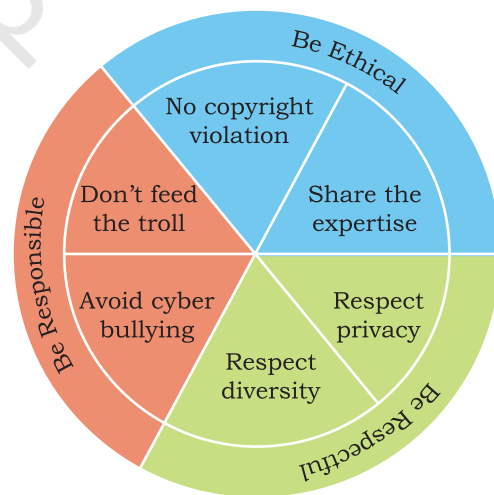 Be Ethical
No copyright
violation
Share the
expertise
Be Responsible
Don’t feed
the troll
Avoid cyber
bullying
Respect
privacy
Respect
diversity
Be Respectful